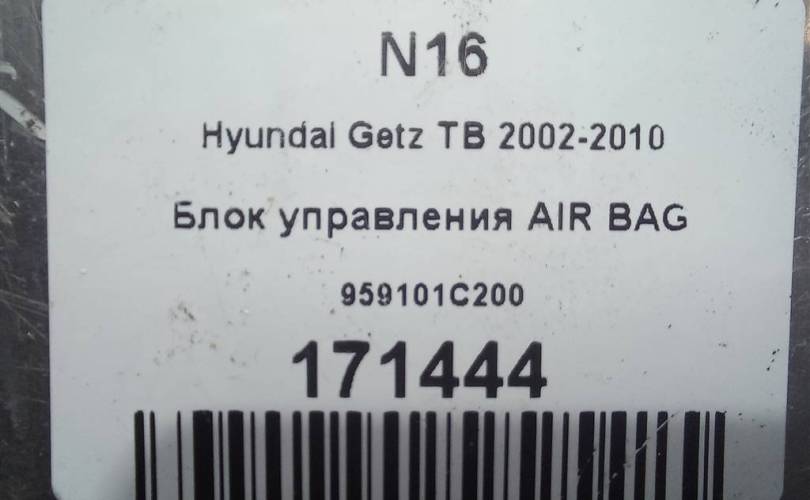 N16
Hyundai Getz TB 2002-2010
Блок управления AIR BAG
959101C200
171444